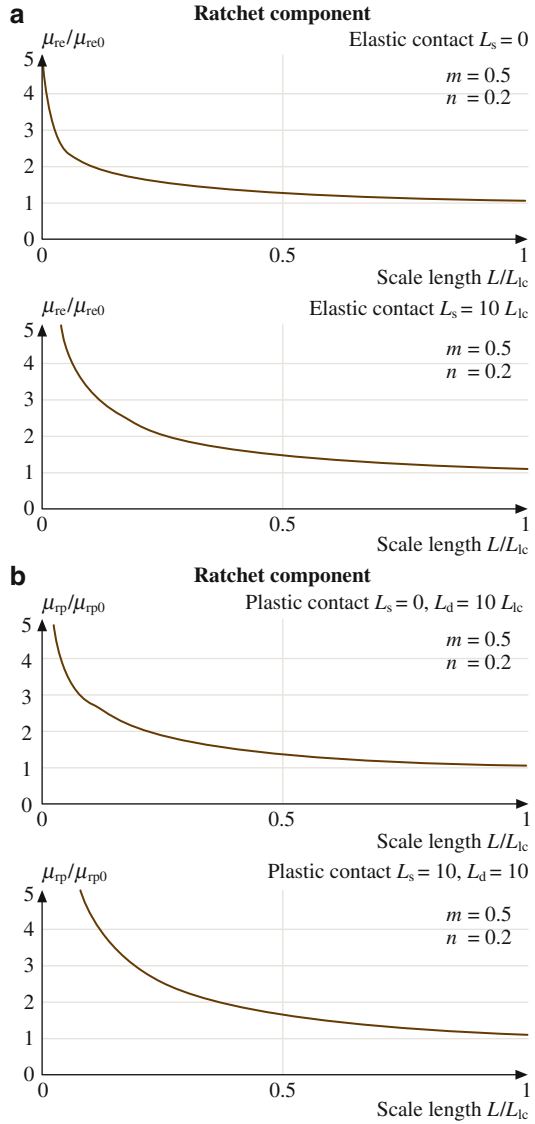 a
Ratchet component
μre/μre0
Elastic contact Ls = 0
m = 0.5
n = 0.2
5
4
3
2
1
0
0 0.5 1
Scale length L/Llc
μre/μre0
Elastic contact Ls = 10 Llc
m = 0.5
n = 0.2
5
4
3
2
1
0
0 0.5 1
Scale length L/Llc
b
Ratchet component
μrp/μrp0
Plastic contact Ls = 0, Ld = 10 Llc
m = 0.5
n = 0.2
5
4
3
2
1
0
0 0.5 1
Scale length L/Llc
μrp/μrp0
Plastic contact Ls = 10, Ld = 10
m = 0.5
n = 0.2
5
4
3
2
1
0
0 0.5 1
Scale length L/Llc